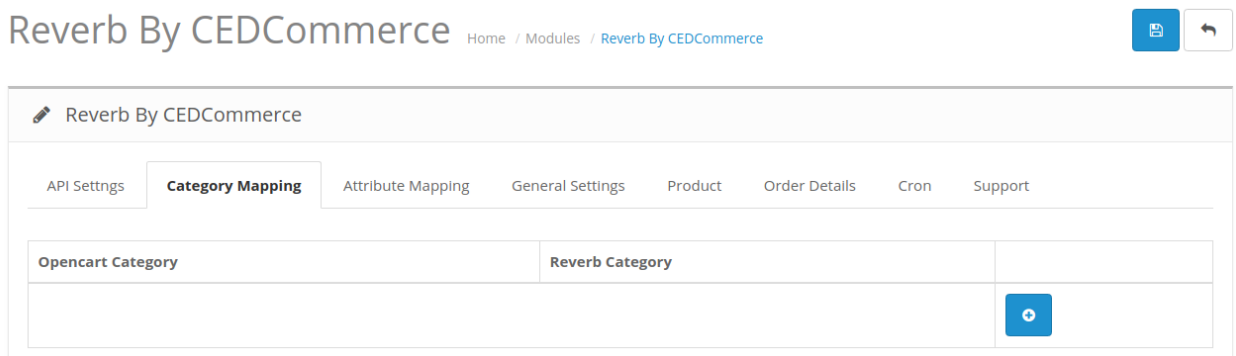 Reverb By CEDCommerce Home / Modules / Reverb By CEDCommerce
Reverb By CEDCommerce
API Settngs Category Mapping Attribute Mapping General Settings Product Order Details Cron Support
Opencart Category Reverb Category